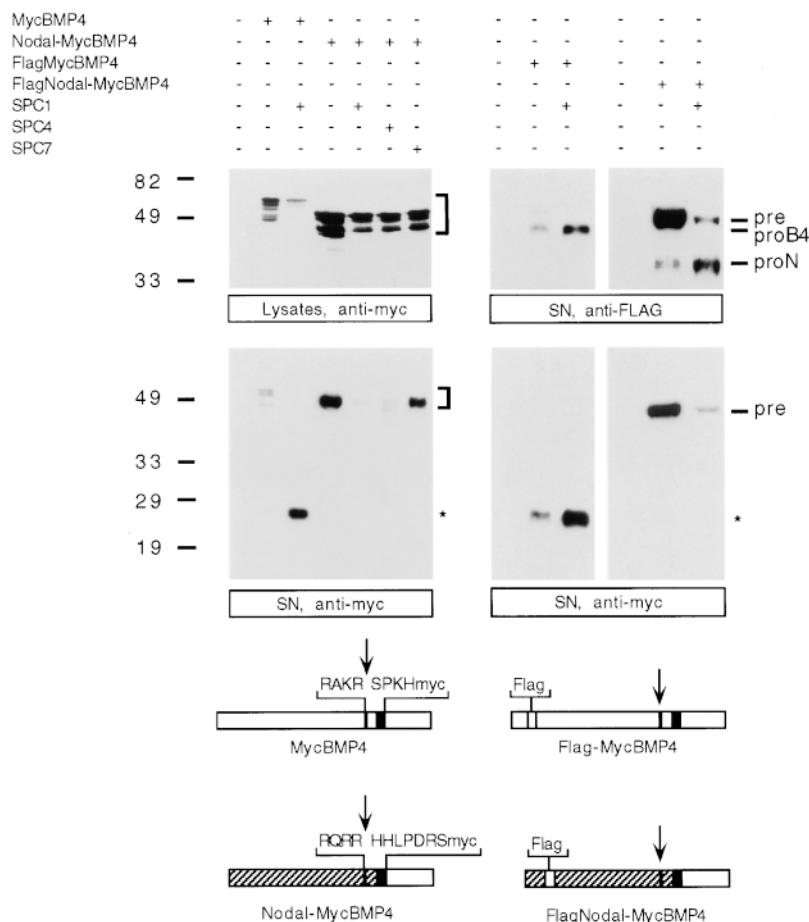 MycBMP4 - + + - - - - - - - - - -
Nodal-MycBMP4 - - - + + + + - - - - - -
FlagMycBMP4 - - - - - - - - + + - - -
FlagNodal-MycBMP4 - - - - - - - - - - - + +
SPC1 - - + - + - - - - + - - +
SPC4 - - - - - + - - - - - - -
SPC7 - - - - - - + - - - - - -
82
49
33
pre
proB4
proN
Lysates, anti-myc
SN, anti-FLAG
49
33
29
19
pre
*
*
SN, anti-myc
SN, anti-myc
RAKR SPKHmyc
MycBMP4
Flag
Flag-MycBMP4
RQRR HHLPDRSmyc
Nodal-MycBMP4
Flag
FlagNodal-MycBMP4